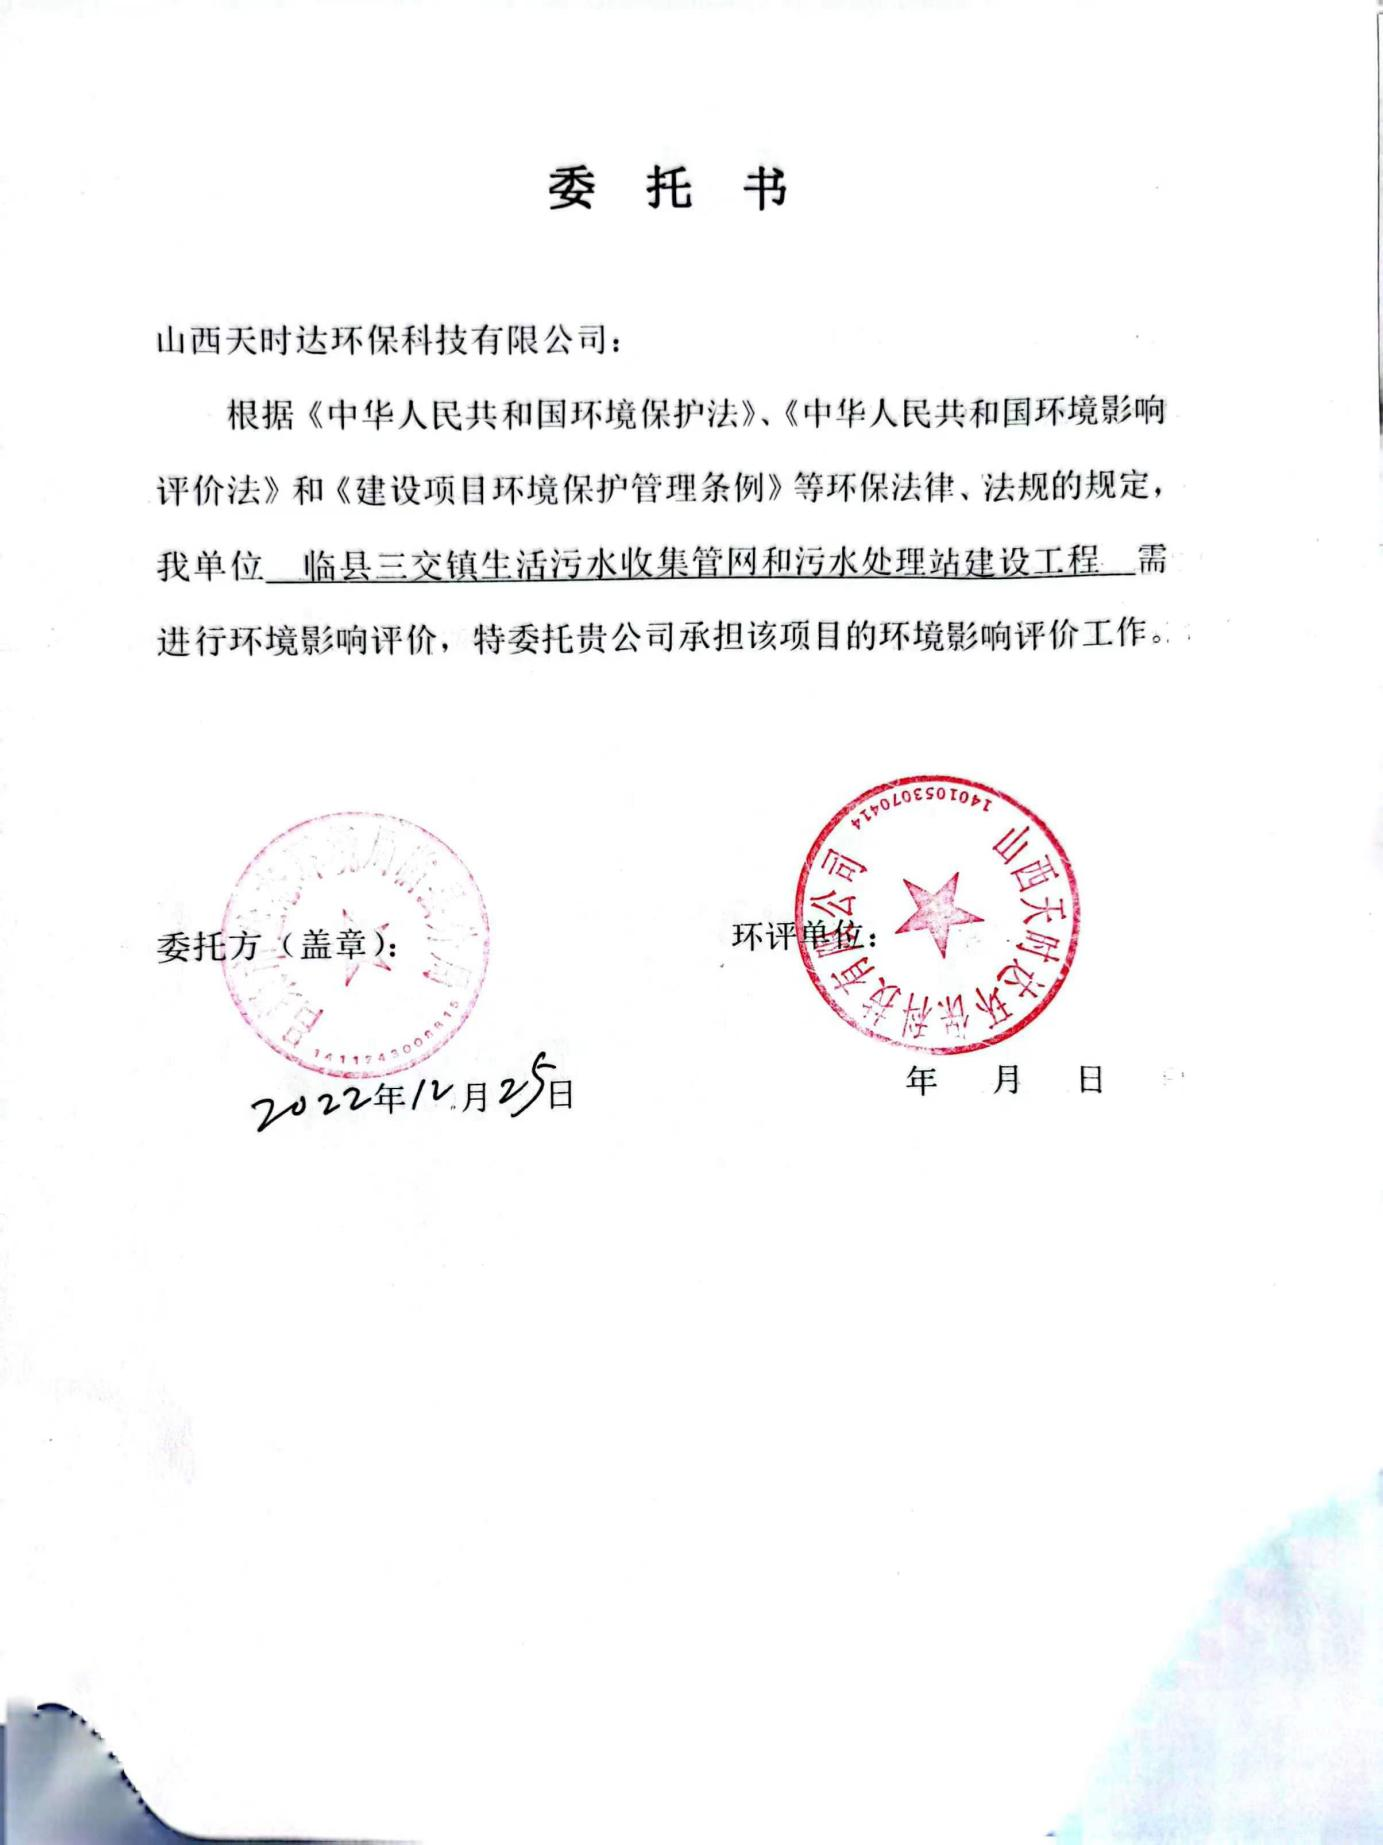 委托书
山西天时达环保科技有限公司：
根据《中华人民共和国环境保护法》、《中华人民共和国环境影响
评价法》和《建设项目环境保护管理条例》等环保法律、法规的规定，
我单位 临县三交镇生活污水收集管网和污水处理站建设工程 需
进行环境影响评价，特委托贵公司承担该项目的环境影响评价工作。
委托方（盖章）：
环评单位：
山西天时达环保科技有限公司
1401053070414
2022年12月25日
年 月 日